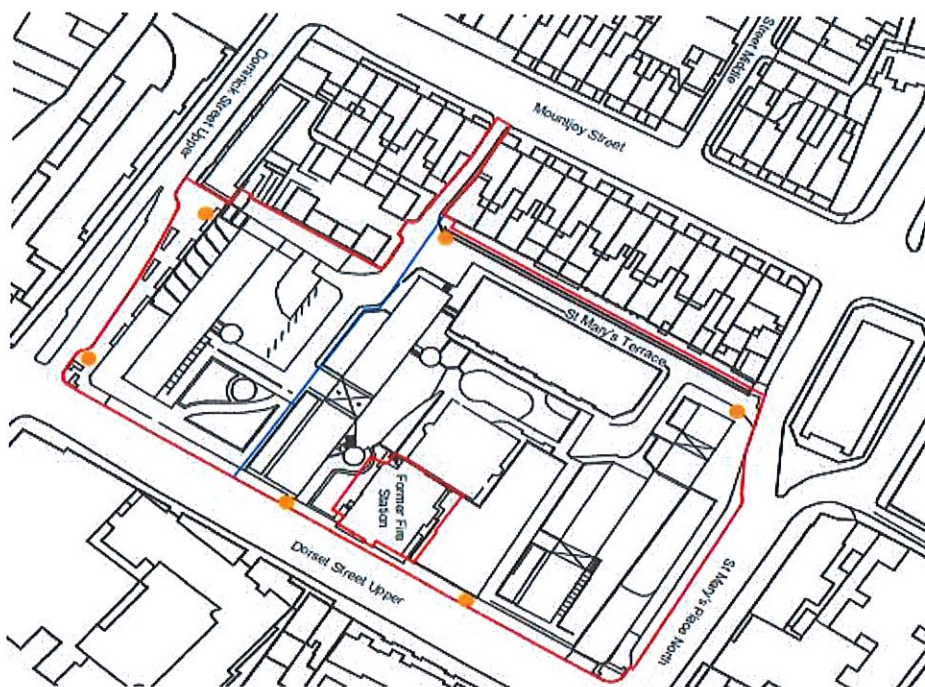 Street Middle
Dominick Street Upper
Mountjoy Street
St Mary's Terrace
Former Fire
Station
Dorset Street Upper
St Mary's Place North